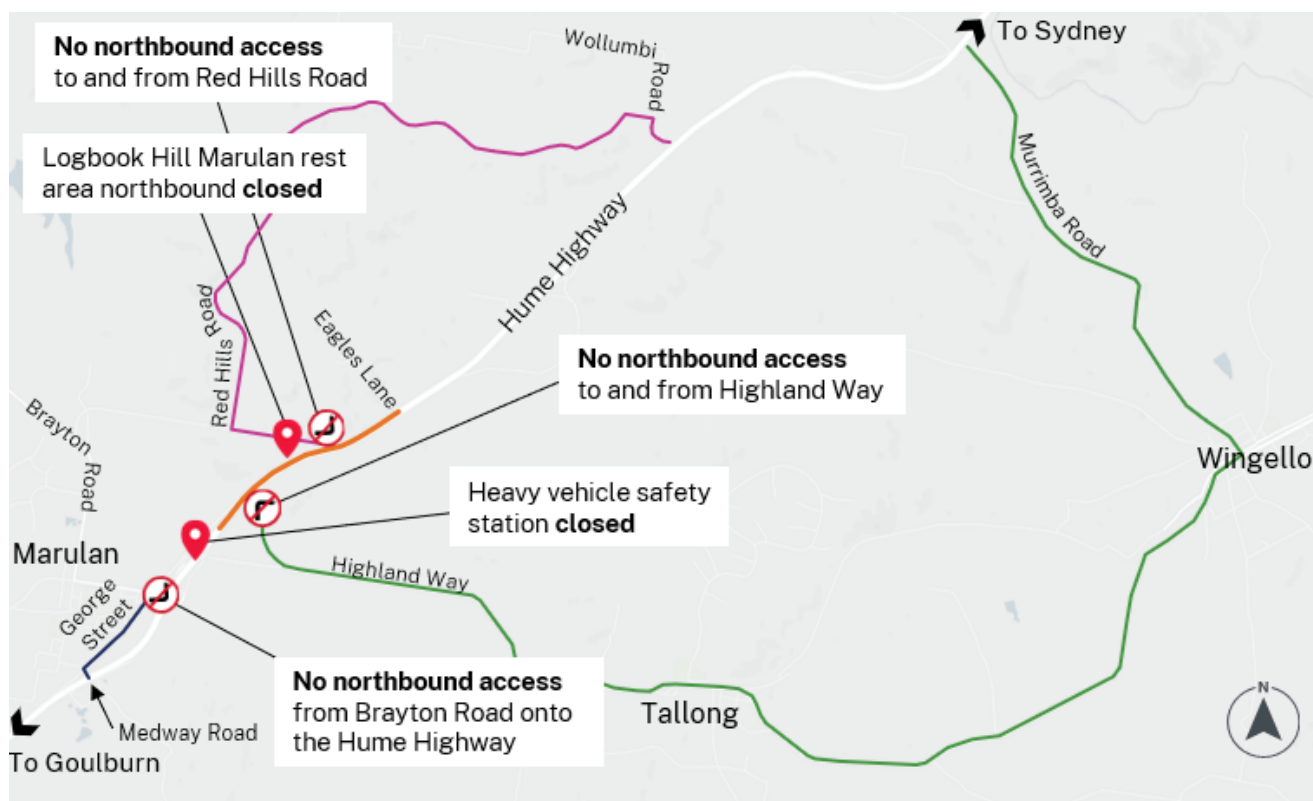 No northbound access
to and from Red Hills Road
Wollumbi
Road
To Sydney
Logbook Hill Marulan rest
area northbound closed
Murrimba Road
Hume Highway
Red Hills
Road
Eagles Lane
No northbound access
to and from Highland Way
Brayton
Road
Wingello
Heavy vehicle safety
station closed
Marulan
Highland Way
George
Street
No northbound access
from Brayton Road onto
the Hume Highway
Tallong
N
Medway Road
To Goulburn